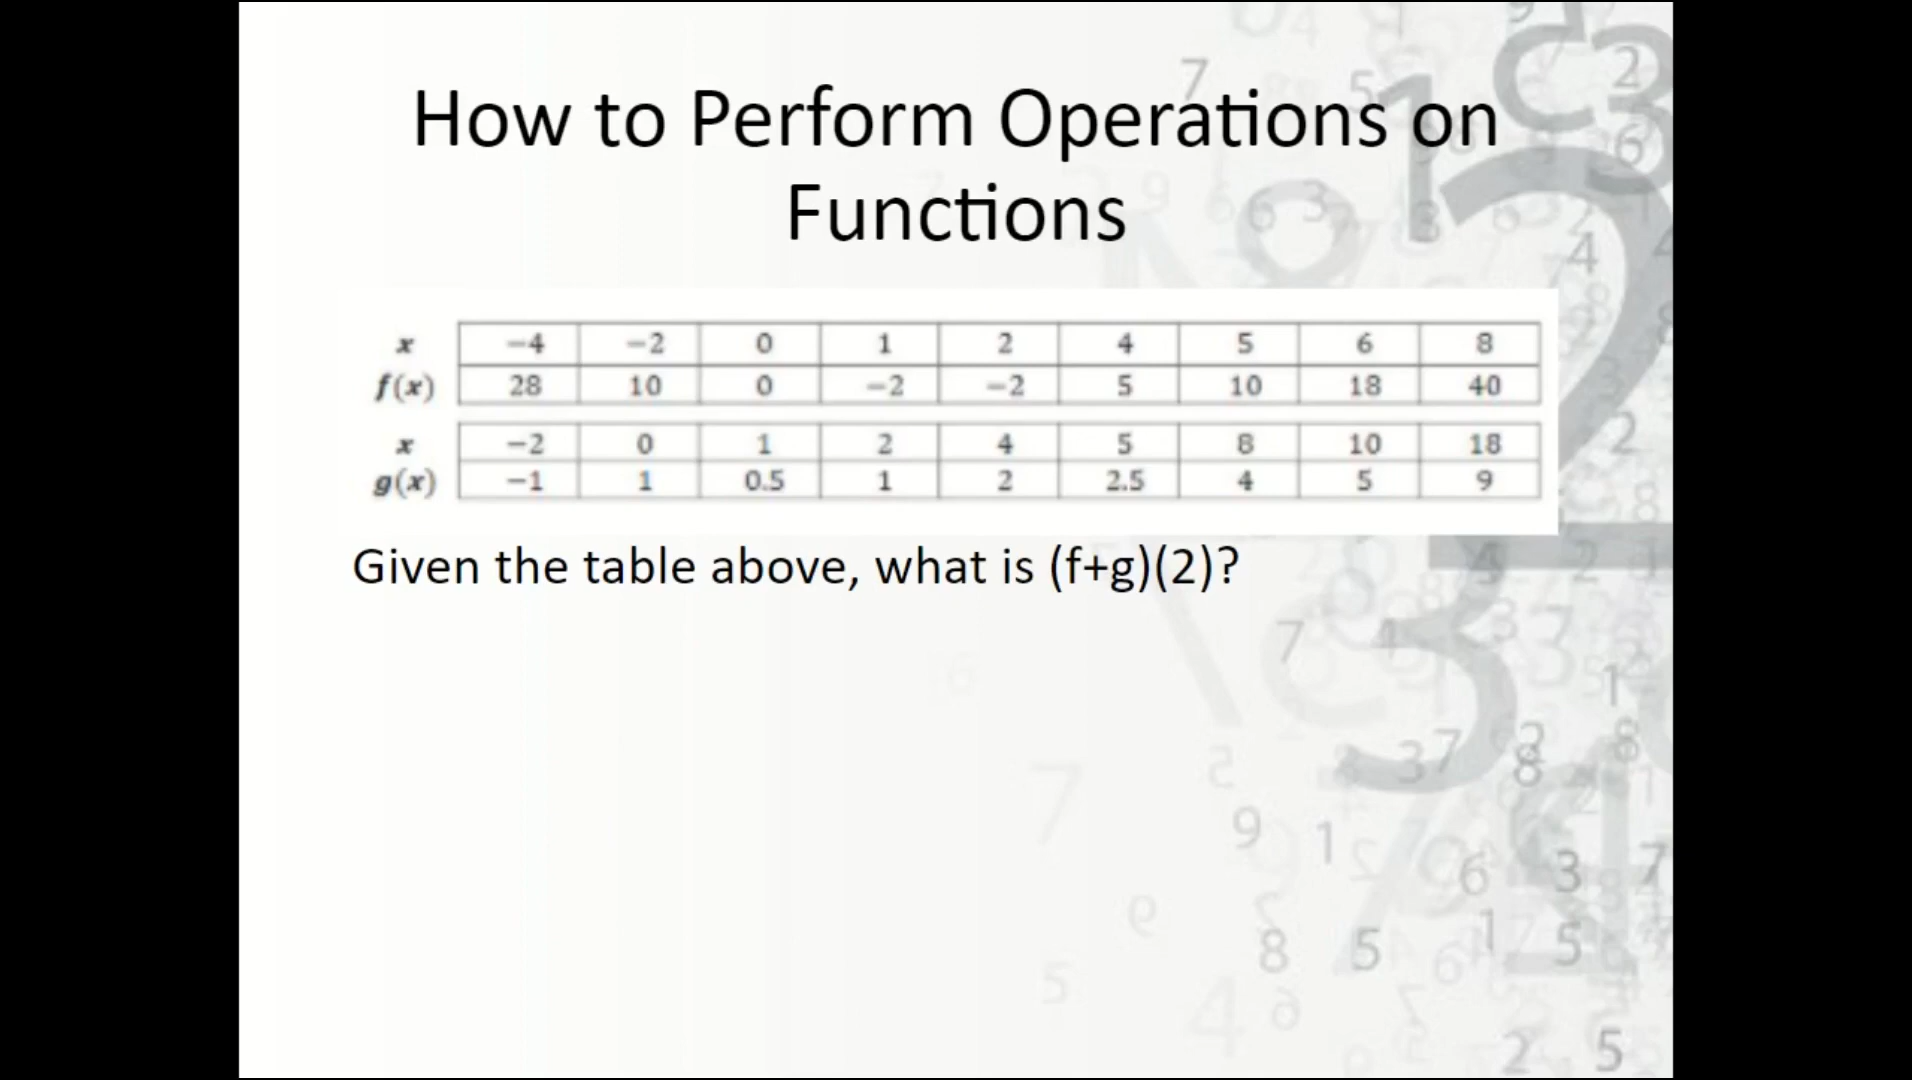 How to Perform Operations on
Functions
x −4 −2 0 1 2 4 5 6 8
f(x) 28 10 0 −2 −2 5 10 18 40
x −2 0 1 2 4 5 8 10 18
g(x) −1 1 0.5 1 2 2.5 4 5 9
Given the table above, what is (f+g)(2)?